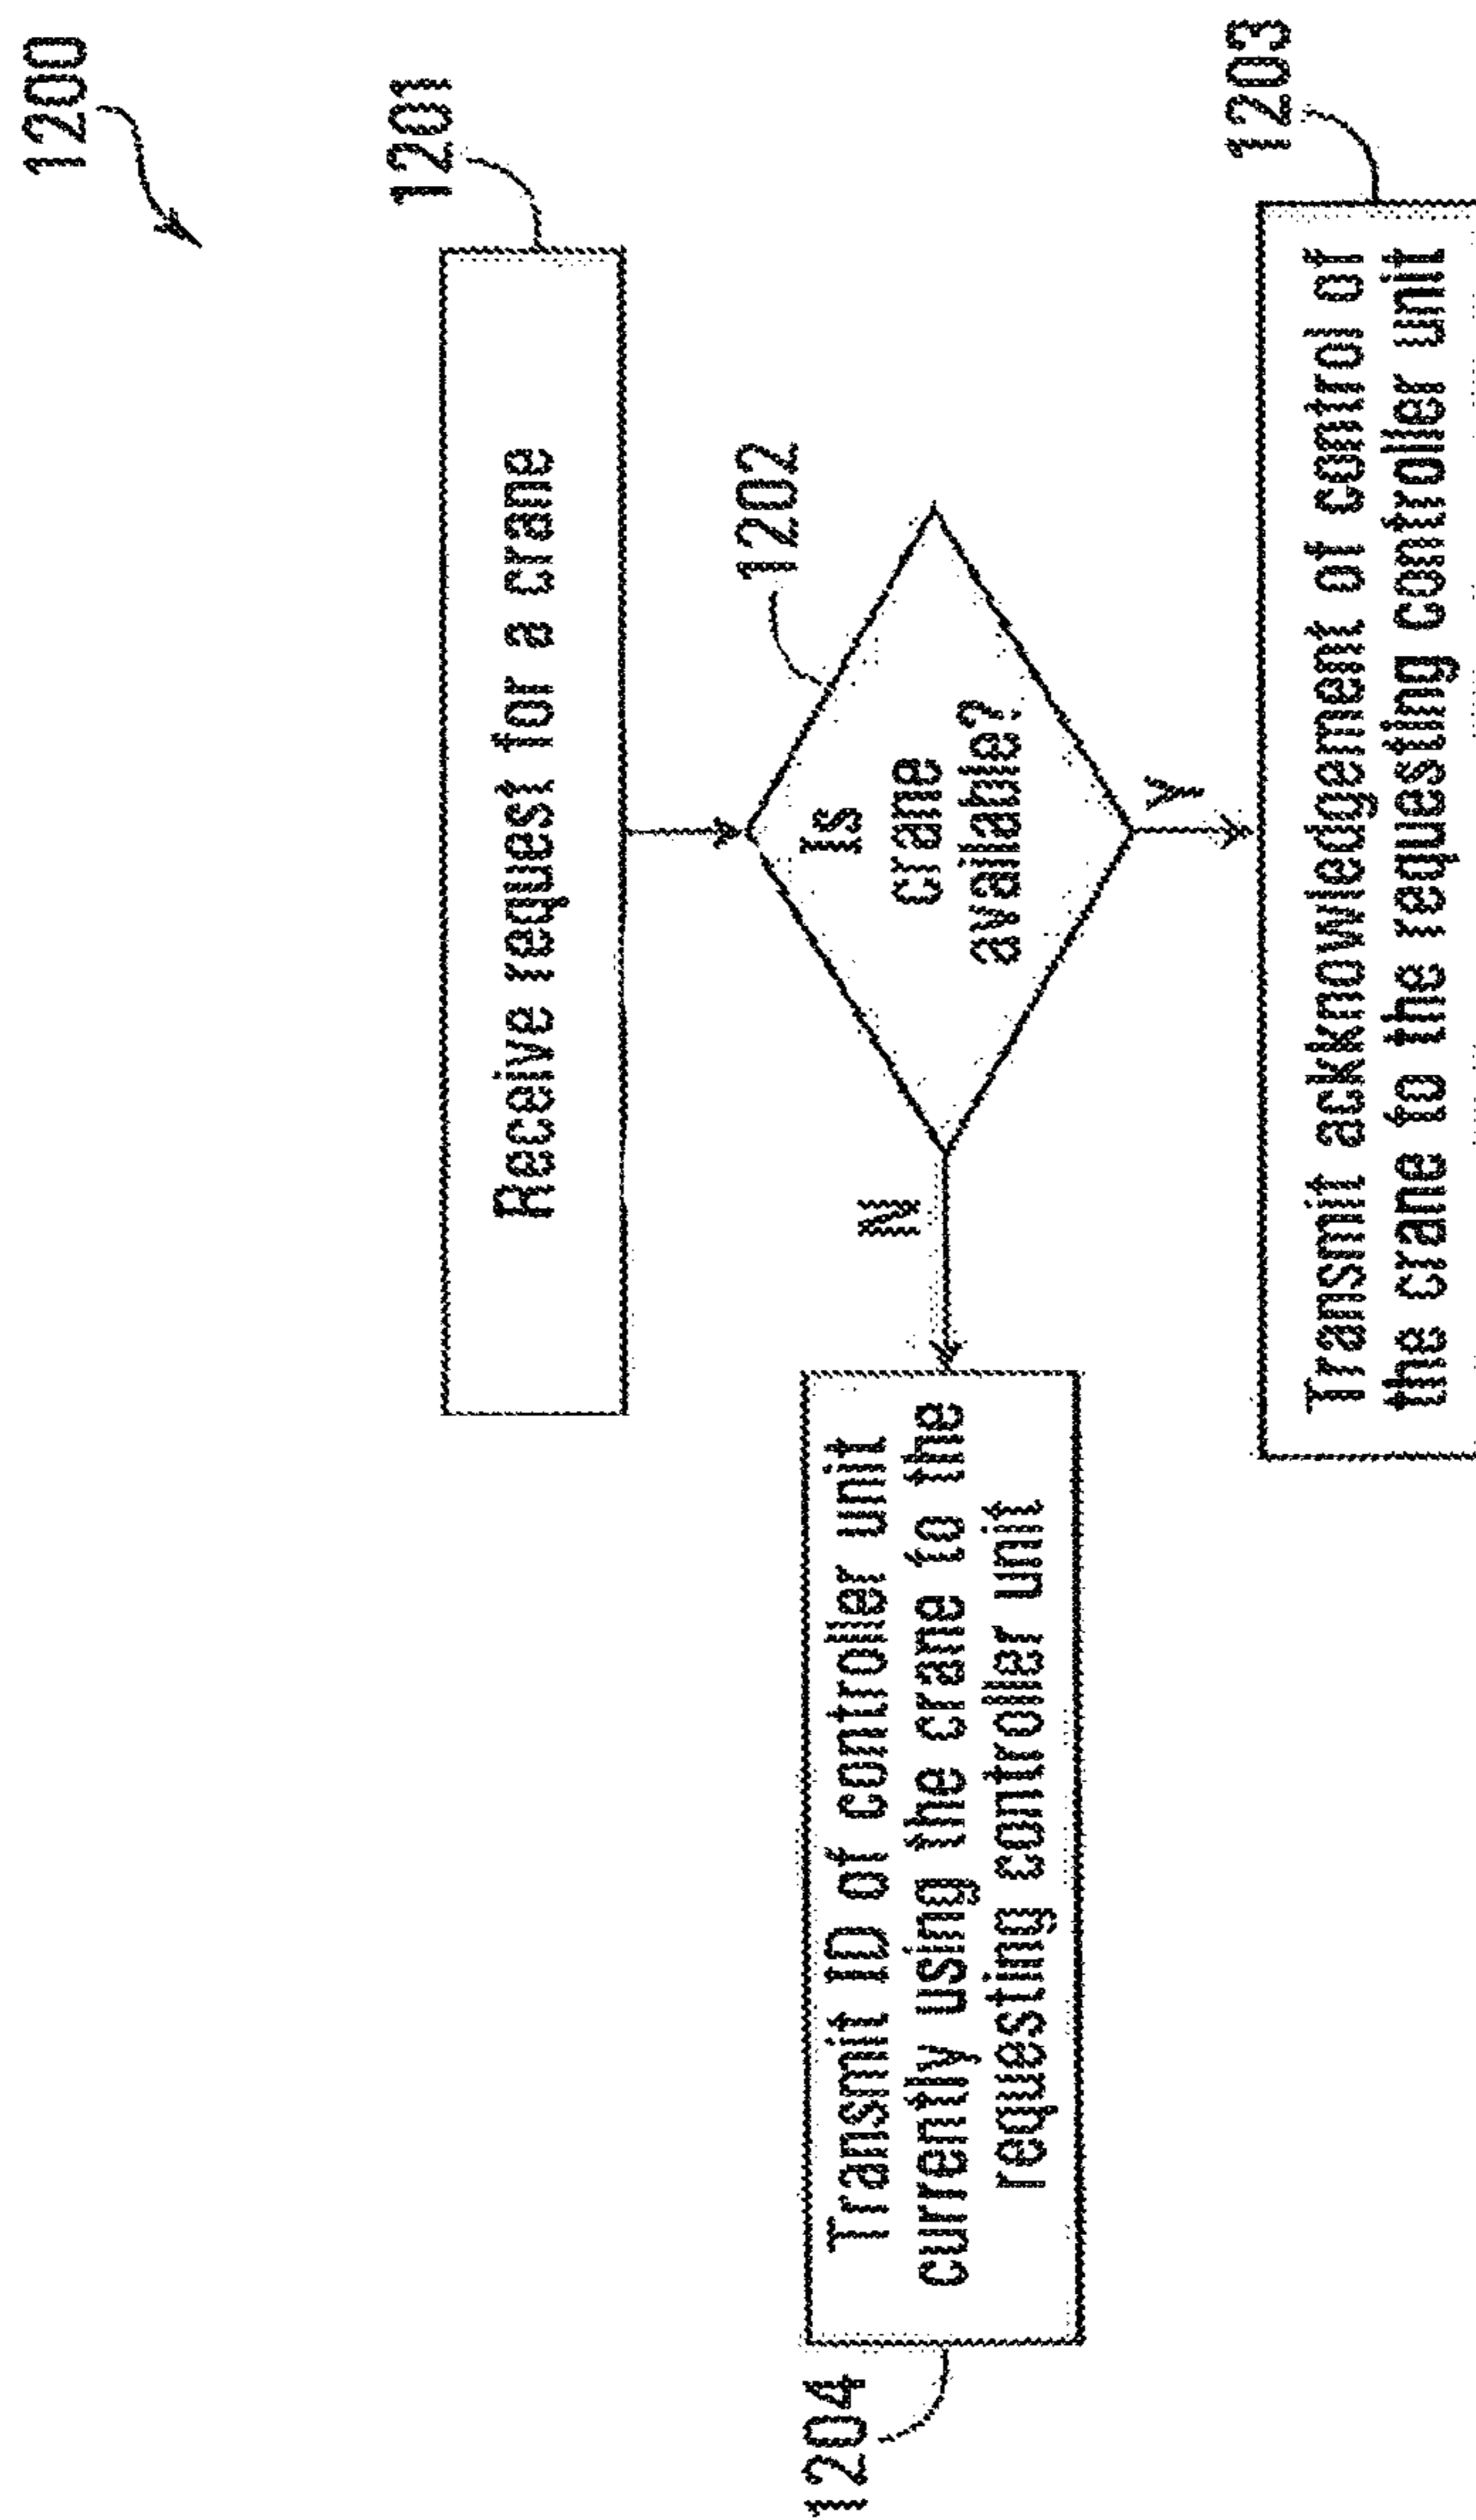 1200
1201
Receive request for a crane
1202
Is
crane
available?
N
Y
1204
Transmit ID of controller unit
currently using the crane to the
requesting controller unit
1203
Transmit ackknowledgement of control of
the crane to the requesting controller unit